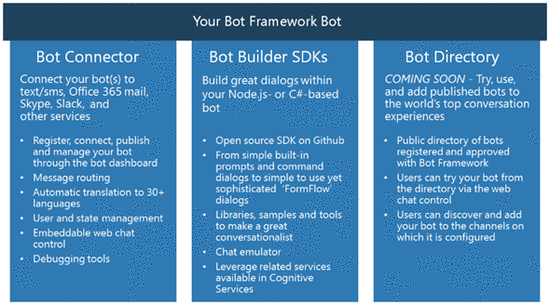 Your Bot Framework Bot
Bot Connector
Connect your bot(s) to
text/sms, Office 365 mail,
Skype, Slack, and
other services
• Register, connect, publish
and manage your bot
through the bot dashboard
• Message routing
• Automatic translation to 30+
languages
• User and state management
• Embeddable web chat
control
• Debugging tools
Bot Builder SDKs
Build great dialogs within
your Node.js- or C#-based
bot
• Open source SDK on Github
• From simple built-in
prompts and command
dialogs to simple to use yet
sophisticated 'FormFlow'
dialogs
• Libraries, samples and tools
to make a great
conversationalist
• Chat emulator
• Leverage related services
available in Cognitive
Services
Bot Directory
COMING SOON - Try, use,
and add published bots to
the world's top conversation
experiences
• Public directory of bots
registered and approved
with Bot Framework
• Users can try your bot from
the directory via the web
chat control
• Users can discover and add
your bot to the channels on
which it is configured